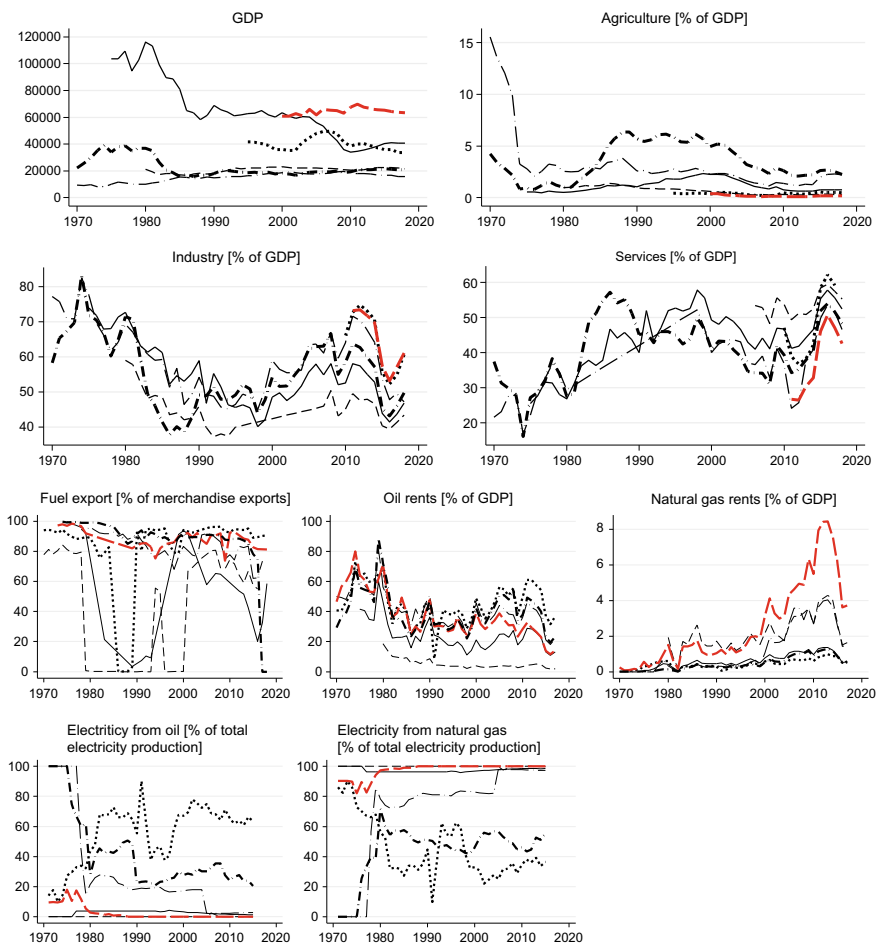 GDP
120000
100000
80000
60000
40000
20000
0
1970 1980 1990 2000 2010 2020
Agriculture [% of GDP]
15
10
5
0
1970 1980 1990 2000 2010 2020
Industry [% of GDP]
80
70
60
50
40
1970 1980 1990 2000 2010 2020
Services [% of GDP]
60
50
40
30
20
1970 1980 1990 2000 2010 2020
Fuel export [% of merchandise exports]
100
80
60
40
20
0
1970 1980 1990 2000 2010 2020
Oil rents [% of GDP]
100
80
60
40
20
0
1970 1980 1990 2000 2010 2020
Natural gas rents [% of GDP]
8
6
4
2
0
1970 1980 1990 2000 2010 2020
Electriticy from oil [% of total
electricity production]
100
80
60
40
20
0
1970 1980 1990 2000 2010 2020
Electricity from natural gas
[% of total electricity production]
100
80
60
40
20
0
1970 1980 1990 2000 2010 2020